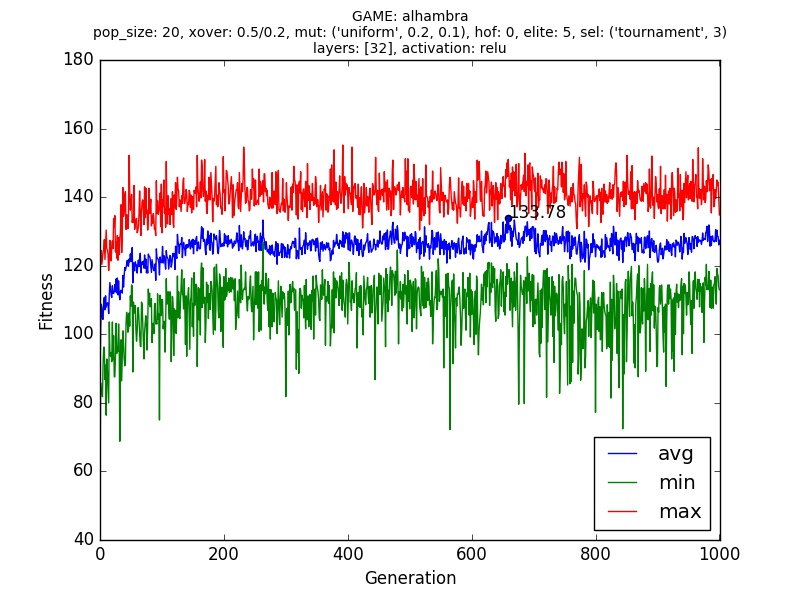 GAME: alhambra
pop_size: 20, xover: 0.5/0.2, mut: ('uniform', 0.2, 0.1), hof: 0, elite: 5, sel: ('tournament', 3)
layers: [32], activation: relu
180
160
140
120
100
80
60
40
Fitness
133.78
avg
min
max
0 200 400 600 800 1000
Generation